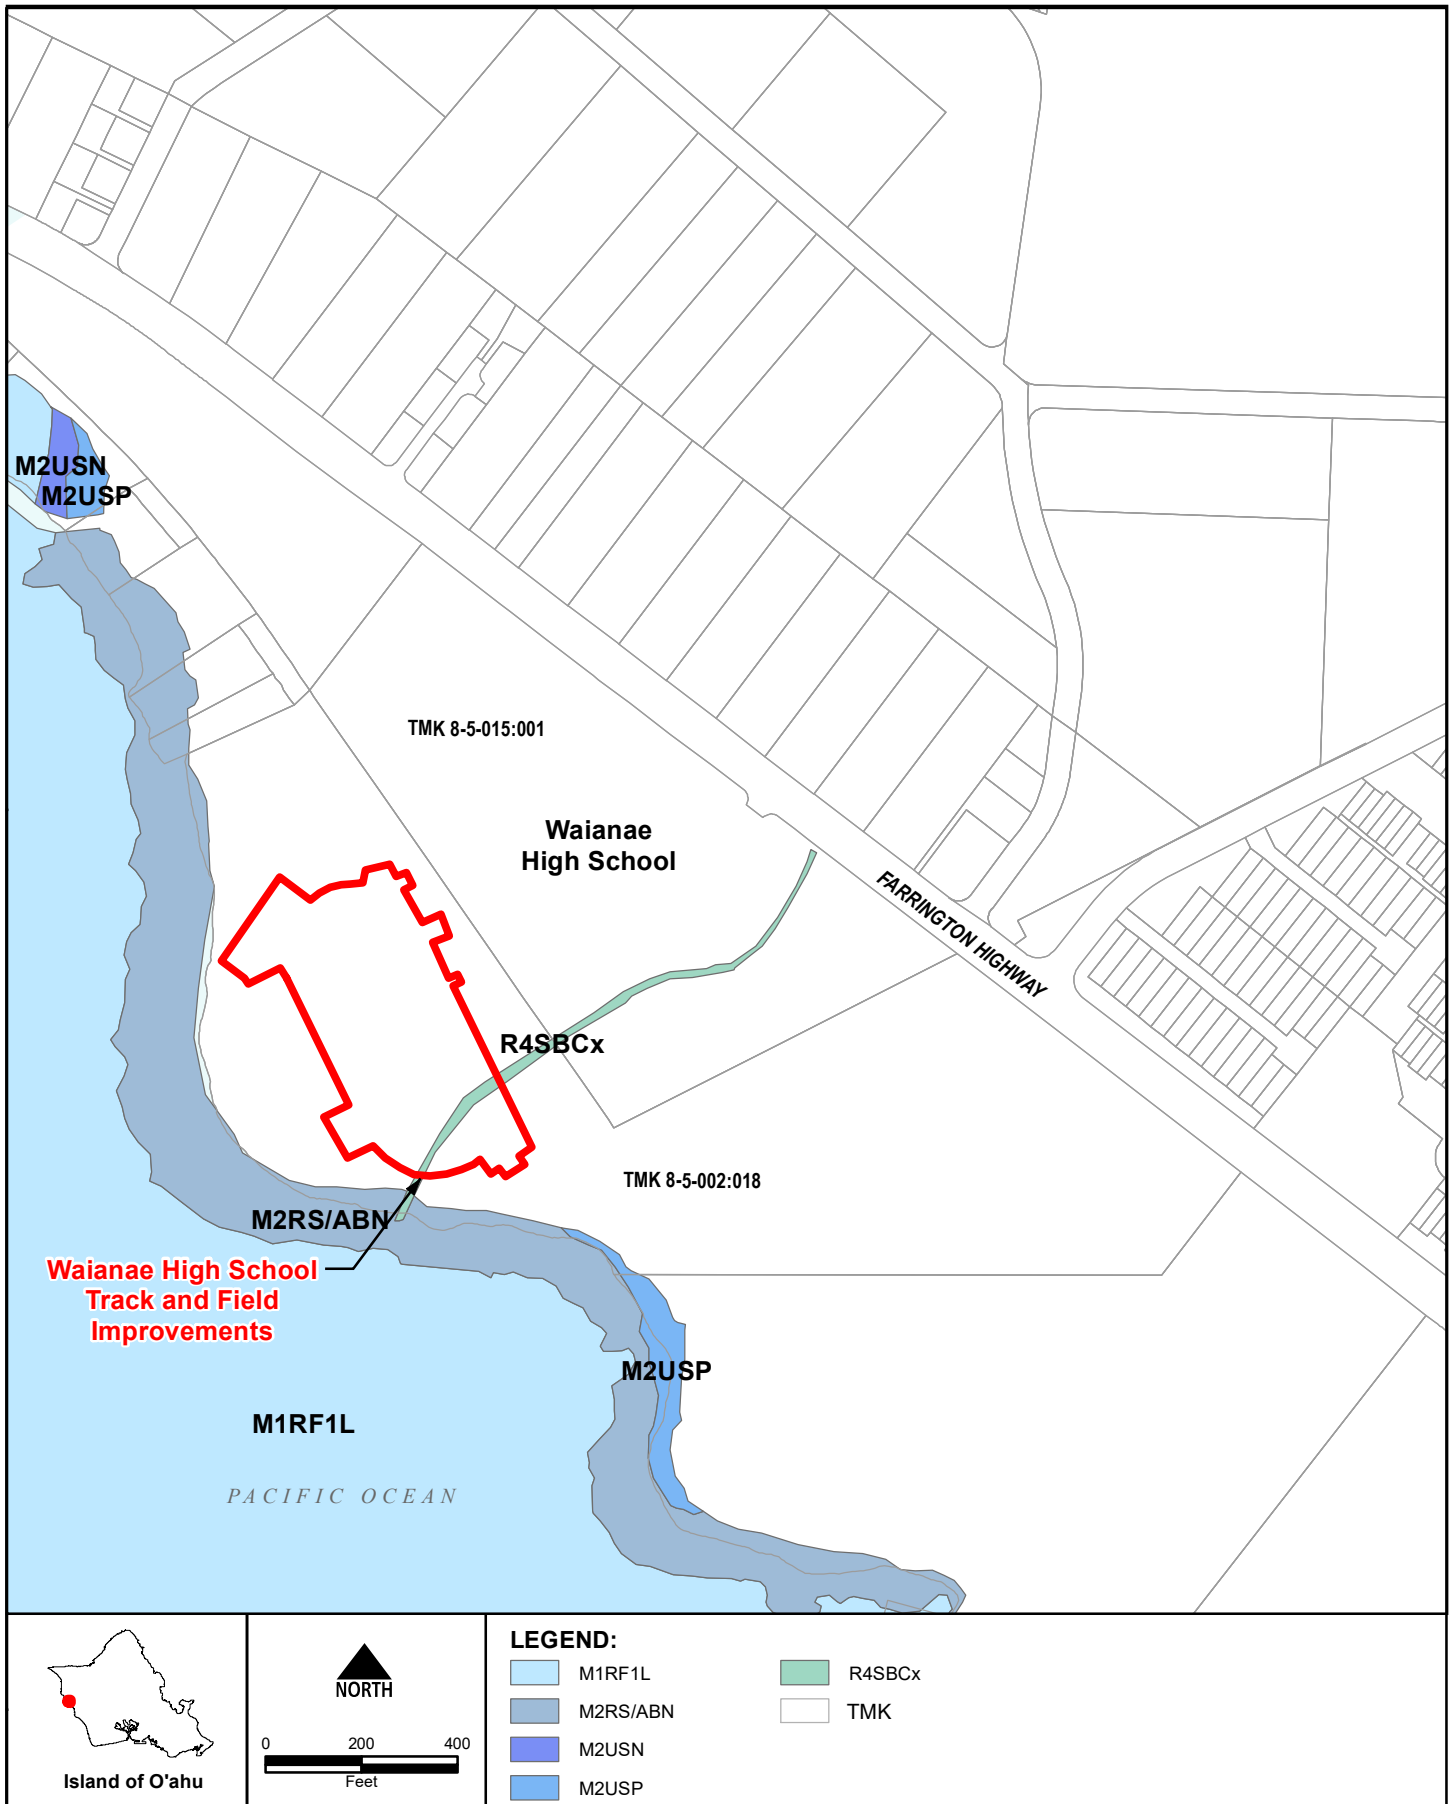 M2USN
M2USP
TMK 8-5-015:001
Waianae
High School
FARRINGTON HIGHWAY
R4SBCx
TMK 8-5-002:018
M2RS/ABN
Waianae High School
Track and Field
Improvements
M2USP
M1RF1L
PACIFIC OCEAN
Island of O'ahu
NORTH
0 200 400
Feet
LEGEND:
M1RF1L
M2RS/ABN
M2USN
M2USP
R4SBCx
TMK